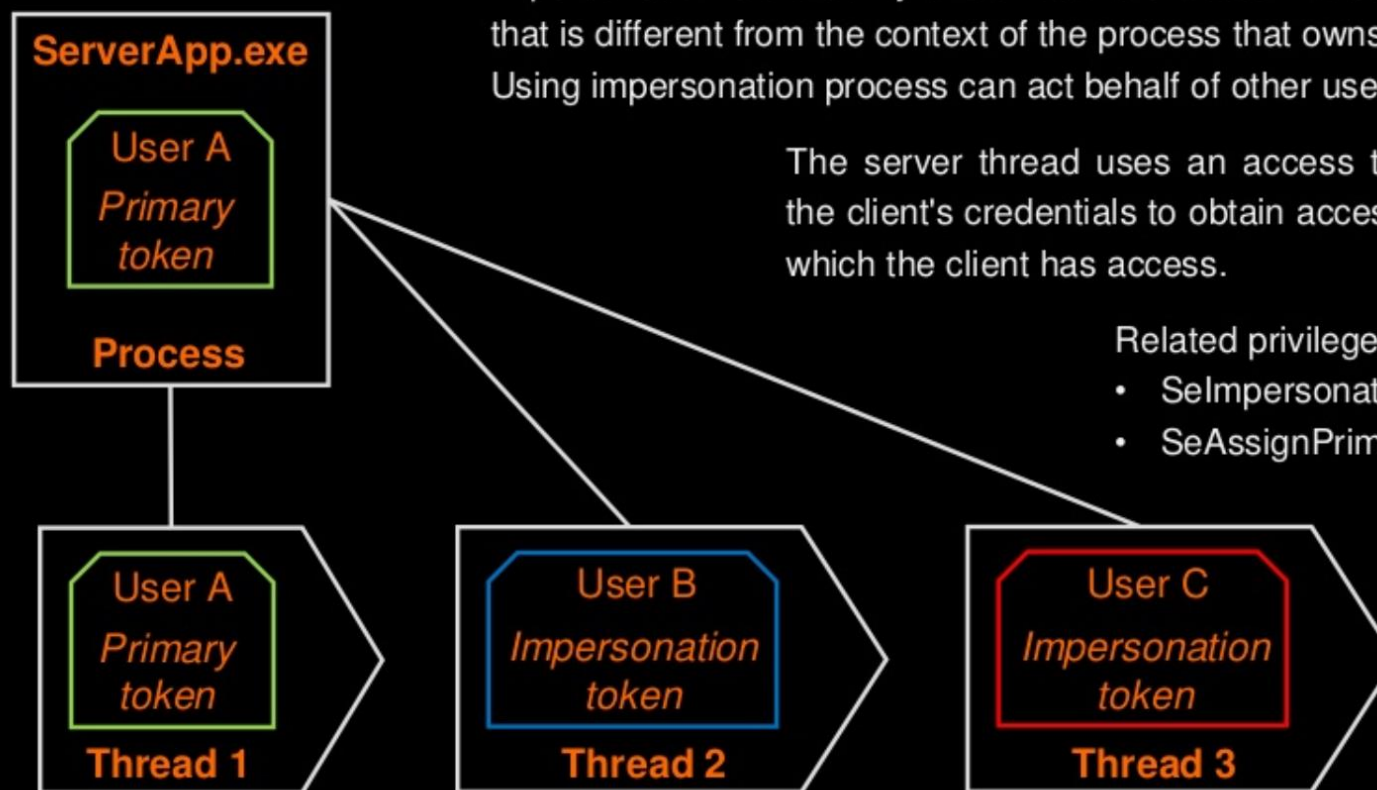 ServerApp.exe
User A
Primary
token
Process
that is different from the context of the process that owns
Using impersonation process can act behalf of other use
The server thread uses an access t
the client's credentials to obtain acces
which the client has access.
Related privilege
• SeImpersonat
• SeAssignPrim
User A
Primary
token
Thread 1
User B
Impersonation
token
Thread 2
User C
Impersonation
token
Thread 3